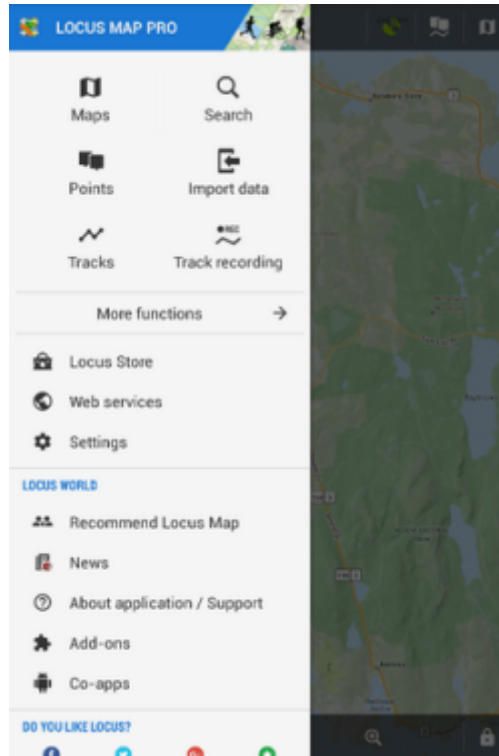 LOCUS MAP PRO
Maps
Search
Points
Import data
REC
Tracks
Track recording
More functions
Locus Store
Web services
Settings
LOCUS WORLD
Recommend Locus Map
News
About application / Support
Add-ons
Co-apps
DO YOU LIKE LOCUS?